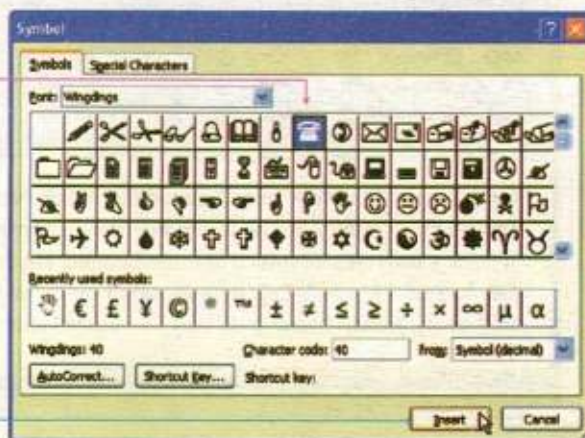 Symbol
Symbols Special Characters
Font: Wingdings
Recently used symbols:
€ £ ¥ © ® ™ ± ≠ ≤ ≥ ÷ × ∞ µ α
Wingdings: 40 Character code: 40 From: Symbol (decimal)
AutoCorrect... Shortcut Key... Shortcut key:
Insert Cancel